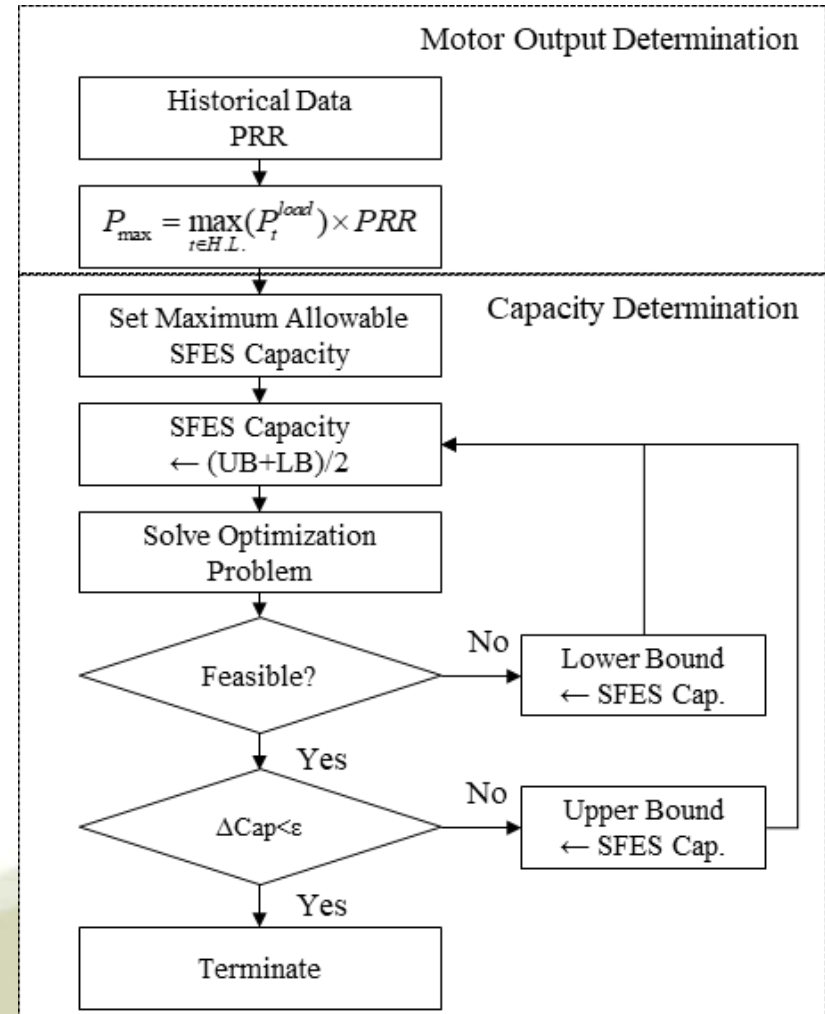 Motor Output Determination
Historical Data
PRR
P_max = max_{t∈H.L.}(P_t^{load}) × PRR
Capacity Determination
Set Maximum Allowable
SFES Capacity
SFES Capacity
← (UB+LB)/2
Solve Optimization
Problem
Feasible?
No
Lower Bound
← SFES Cap.
Yes
ΔCap<ε
No
Upper Bound
← SFES Cap.
Yes
Terminate